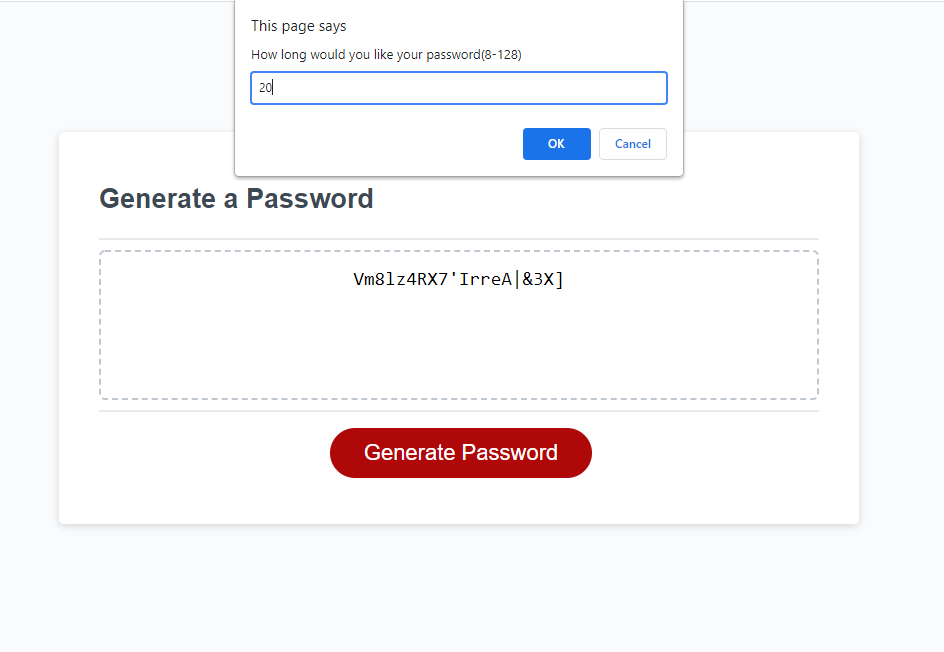 This page says
How long would you like your password(8-128)
20
OK
Cancel
Generate a Password
Vm8lz4RX7'IrreA|&3X]
Generate Password